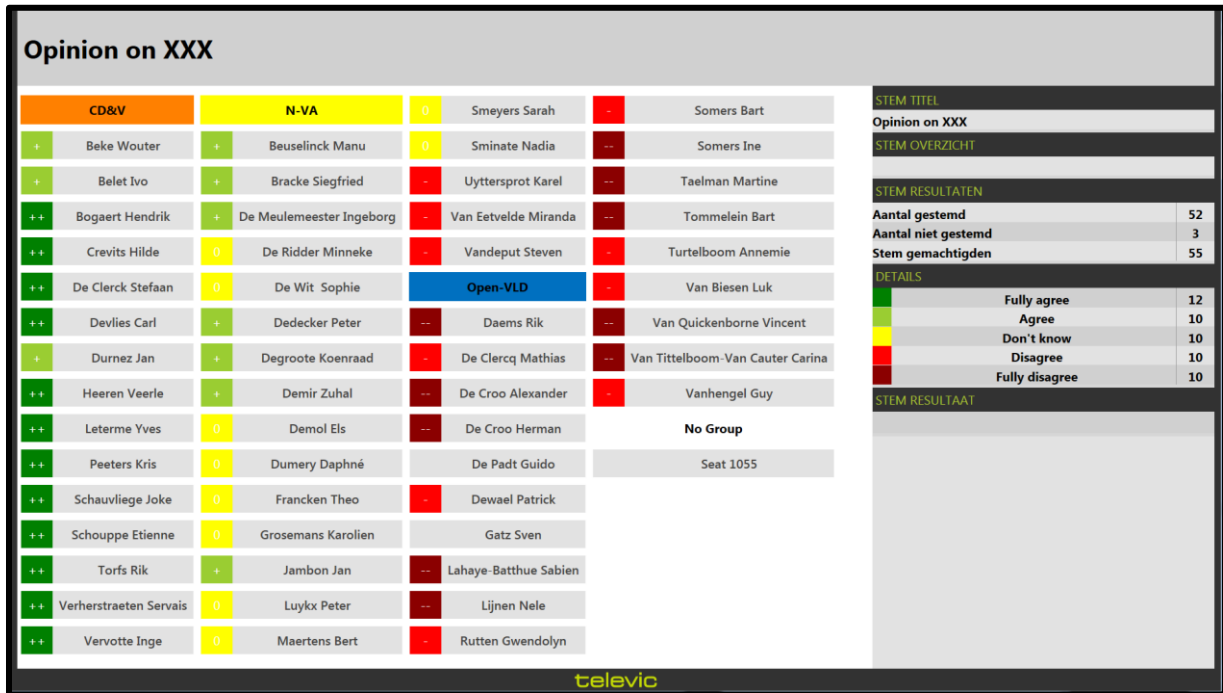 Opinion on XXX
CD&V
+ Beke Wouter
+ Belet Ivo
++ Bogaert Hendrik
++ Crevits Hilde
++ De Clerck Stefaan
++ Devlies Carl
+ Durnez Jan
++ Heeren Veerle
++ Leterme Yves
++ Peeters Kris
++ Schauvliege Joke
++ Schouppe Etienne
++ Torfs Rik
++ Verherstraeten Servais
++ Vervotte Inge
N-VA
+ Beuselinck Manu
+ Bracke Siegfried
+ De Meulemeester Ingeborg
0 De Ridder Minneke
0 De Wit Sophie
+ Dedecker Peter
+ Degroote Koenraad
+ Demir Zuhal
0 Demol Els
0 Dumery Daphné
0 Francken Theo
0 Grosemans Karolien
+ Jambon Jan
0 Luykx Peter
0 Maertens Bert
0 Smeyers Sarah
0 Sminate Nadia
- Uyttersprot Karel
- Van Eetvelde Miranda
- Vandeput Steven
Open-VLD
-- Daems Rik
- De Clercq Mathias
-- De Croo Alexander
-- De Croo Herman
De Padt Guido
- Dewael Patrick
Gatz Sven
-- Lahaye-Batthue Sabien
-- Lijnen Nele
- Rutten Gwendolyn
- Somers Bart
-- Somers Ine
-- Taelman Martine
-- Tommelein Bart
- Turtelboom Annemie
- Van Biesen Luk
-- Van Quickenborne Vincent
-- Van Tittelboom-Van Cauter Carina
- Vanhengel Guy
No Group
Seat 1055
STEM TITEL
Opinion on XXX
STEM OVERZICHT
STEM RESULTATEN
Aantal gestemd 52
Aantal niet gestemd 3
Stem gemachtigden 55
DETAILS
Fully agree 12
Agree 10
Don't know 10
Disagree 10
Fully disagree 10
STEM RESULTAAT
televic